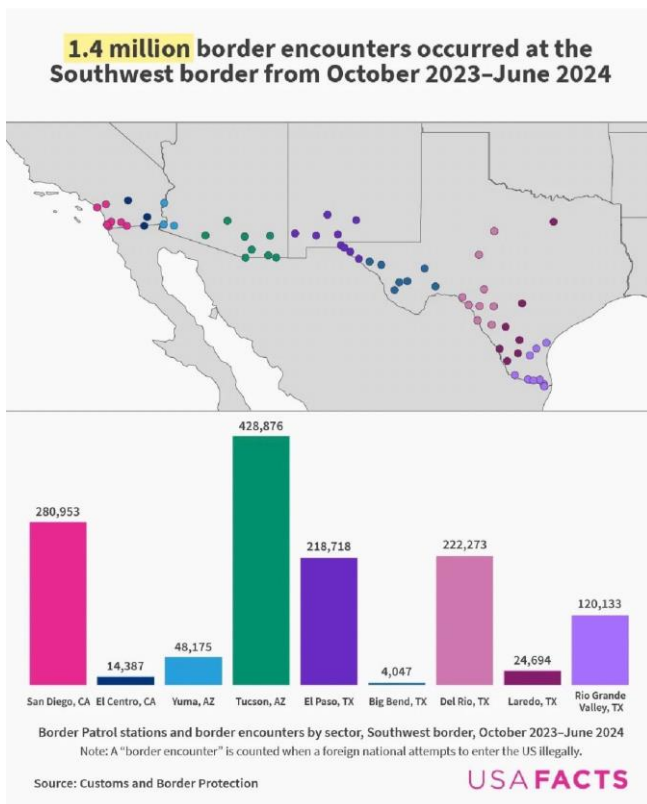 1.4 million border encounters occurred at the
Southwest border from October 2023–June 2024
428,876
280,953
218,718
222,273
120,133
48,175
24,694
14,387
4,047
San Diego, CA El Centro, CA Yuma, AZ Tucson, AZ El Paso, TX Big Bend, TX Del Rio, TX Laredo, TX Rio Grande
Valley, TX
Border Patrol stations and border encounters by sector, Southwest border, October 2023–June 2024
Note: A “border encounter” is counted when a foreign national attempts to enter the US illegally.
Source: Customs and Border Protection
USAFACTS